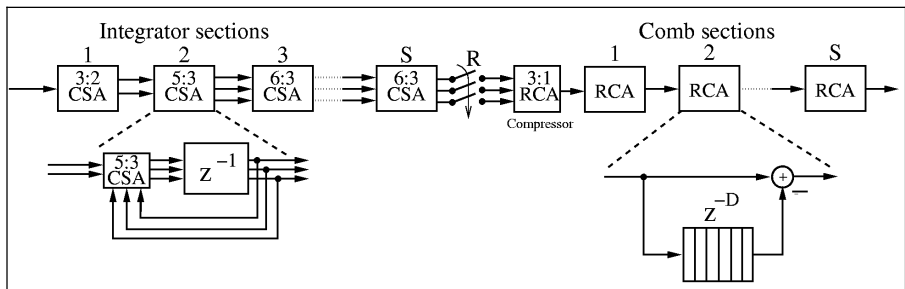 Integrator sections
Comb sections
1
2
3
S
R
1
2
S
3:2
CSA
5:3
CSA
6:3
CSA
6:3
CSA
3:1
RCA
RCA
RCA
RCA
Compressor
5:3
CSA
z^{-1}
z^{-D}
+
−